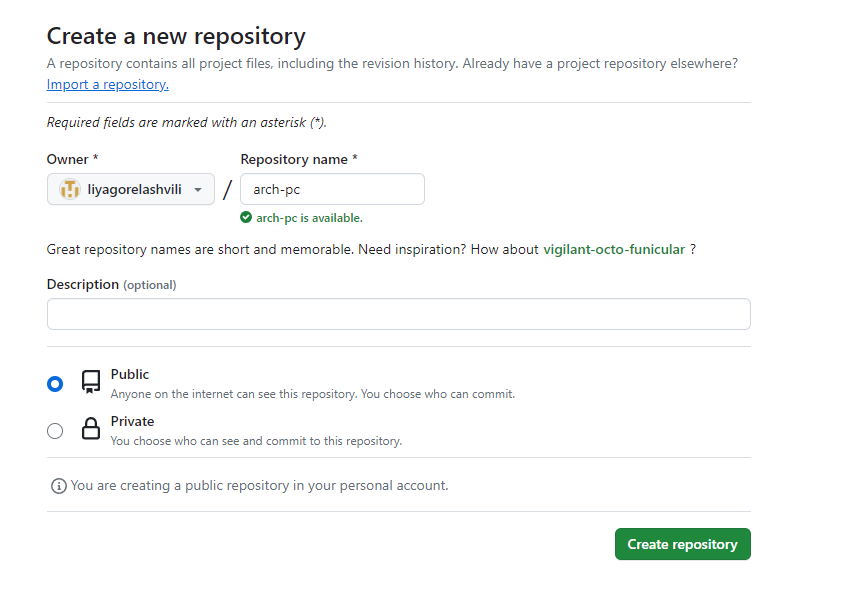 Create a new repository
A repository contains all project files, including the revision history. Already have a project repository elsewhere?
Import a repository.
Required fields are marked with an asterisk (*).
Owner * Repository name *
liyagorelashvili / arch-pc
arch-pc is available.
Great repository names are short and memorable. Need inspiration? How about vigilant-octo-funicular ?
Description (optional)
Public
Anyone on the internet can see this repository. You choose who can commit.
Private
You choose who can see and commit to this repository.
You are creating a public repository in your personal account.
Create repository